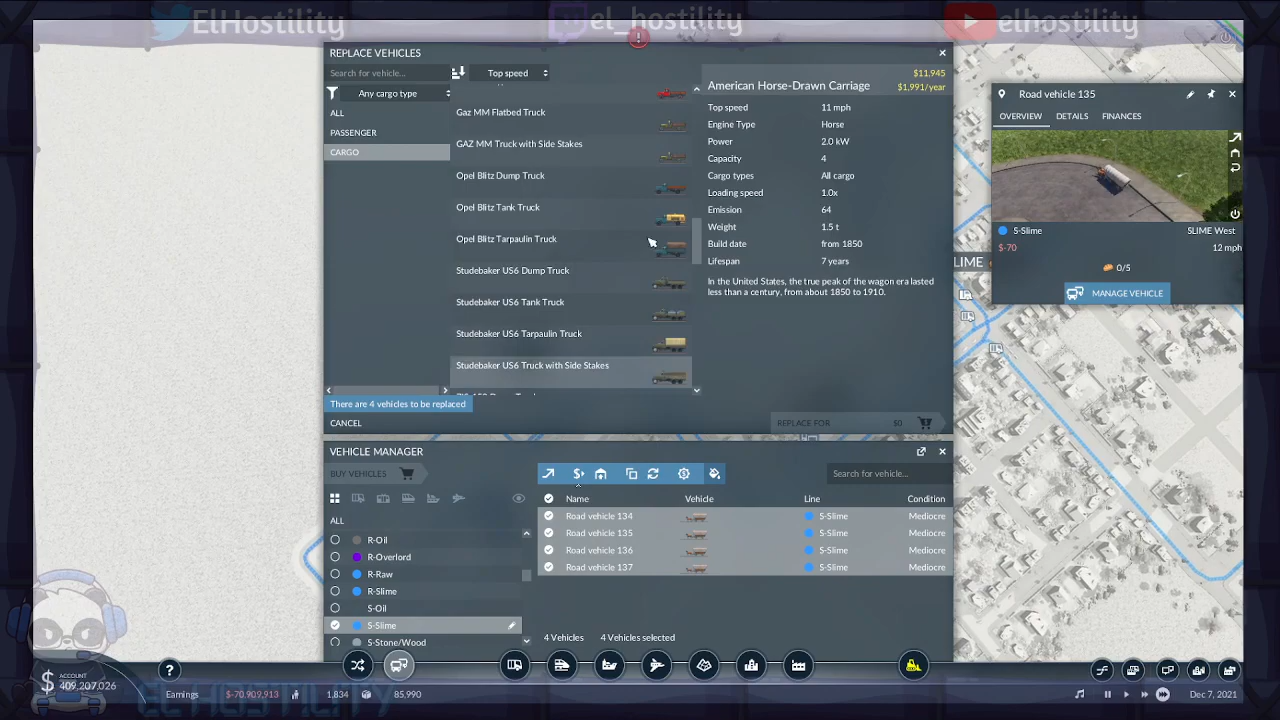 ElHostility
el_hostility
elhostility
REPLACE VEHICLES
Search for vehicle...
Top speed
Any cargo type
ALL
PASSENGER
CARGO
Gaz MM Flatbed Truck
GAZ MM Truck with Side Stakes
Opel Blitz Dump Truck
Opel Blitz Tank Truck
Opel Blitz Tarpaulin Truck
Studebaker US6 Dump Truck
Studebaker US6 Tank Truck
Studebaker US6 Tarpaulin Truck
Studebaker US6 Truck with Side Stakes
$11,945
American Horse-Drawn Carriage
$1,991/year
Top speed 11 mph
Engine Type Horse
Power 2.0 kW
Capacity 4
Cargo types All cargo
Loading speed 1.0x
Emission 64
Weight 1.5 t
Build date from 1850
Lifespan 7 years
In the United States, the true peak of the wagon era lasted
less than a century, from about 1850 to 1910.
There are 4 vehicles to be replaced
CANCEL
REPLACE FOR $0
Road vehicle 135
OVERVIEW DETAILS FINANCES
S-Slime SLIME West
$-70 12 mph
0/5
MANAGE VEHICLE
LIME
VEHICLE MANAGER
BUY VEHICLES
Search for vehicle...
ALL
R-Oil
R-Overlord
R-Raw
R-Slime
S-Oil
S-Slime
S-Stone/Wood
Name Vehicle Line Condition
Road vehicle 134 S-Slime Mediocre
Road vehicle 135 S-Slime Mediocre
Road vehicle 136 S-Slime Mediocre
Road vehicle 137 S-Slime Mediocre
4 Vehicles 4 Vehicles selected
?
$ ACCOUNT
409,207,026
Earnings $-70,909,913 1,834 85,990
Dec 7, 2021
ELHOSTILITY